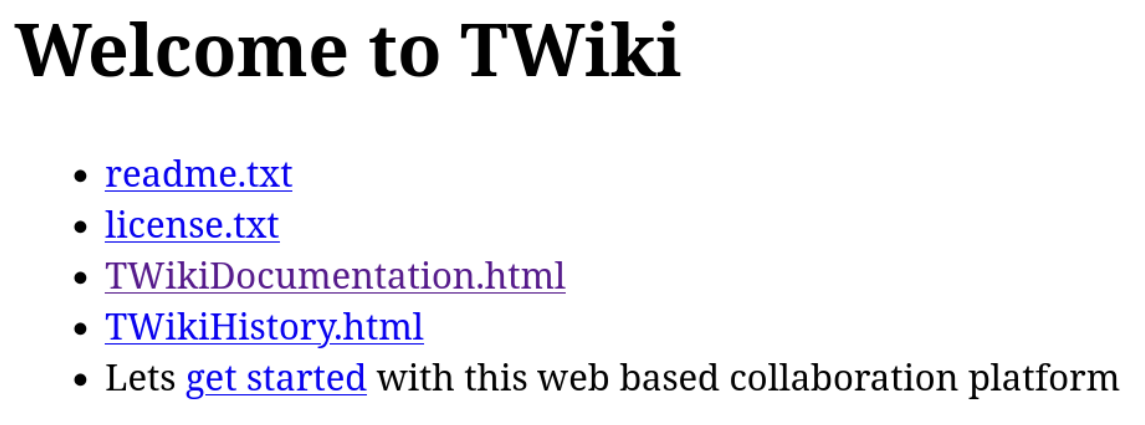 Welcome to TWiki
readme.txt
license.txt
TWikiDocumentation.html
TWikiHistory.html
Lets get started with this web based collaboration platform